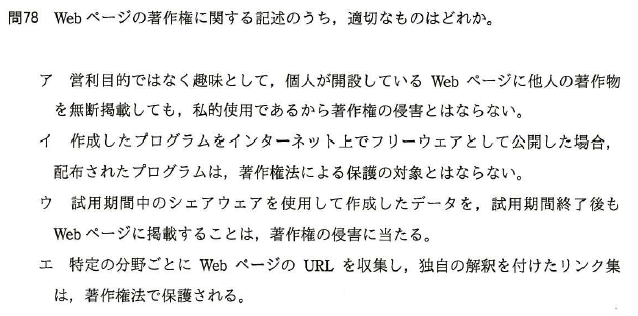 問78 Webページの著作権に関する記述のうち，適切なものはどれか。
ア 営利目的ではなく趣味として，個人が開設している Web ページに他人の著作物
を無断掲載しても，私的使用であるから著作権の侵害とはならない。
イ 作成したプログラムをインターネット上でフリーウェアとして公開した場合，
配布されたプログラムは，著作権法による保護の対象とはならない。
ウ 試用期間中のシェアウェアを使用して作成したデータを，試用期間終了後も
Webページに掲載することは，著作権の侵害に当たる。
エ 特定の分野ごとに Web ページの URL を収集し，独自の解釈を付けたリンク集
は，著作権法で保護される。